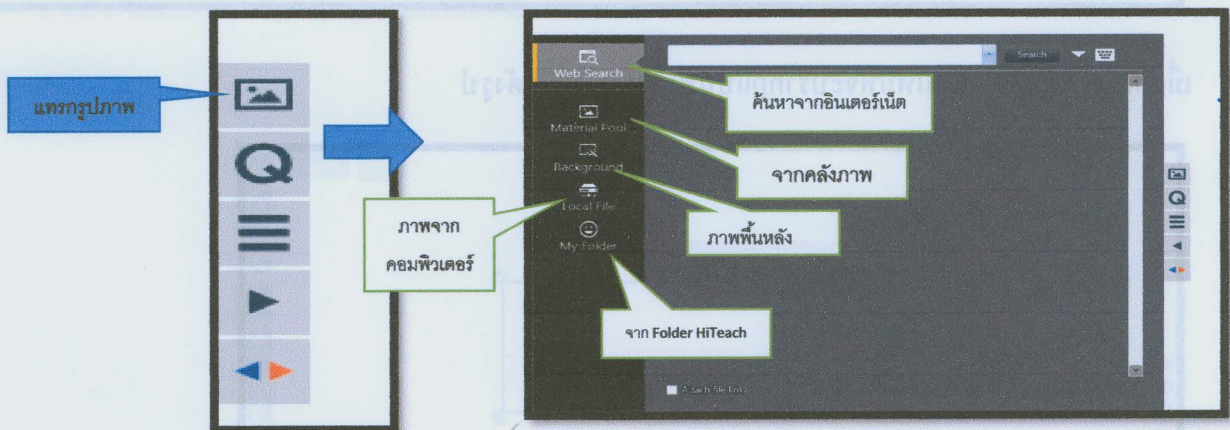 แทรกรูปภาพ
Q
Web Search
Search
ค้นหาจากอินเตอร์เน็ต
Material Pool
จากคลังภาพ
Background
Local File
ภาพจาก
คอมพิวเตอร์
ภาพพื้นหลัง
My Folder
จาก Folder HiTeach
Attach file link
Q